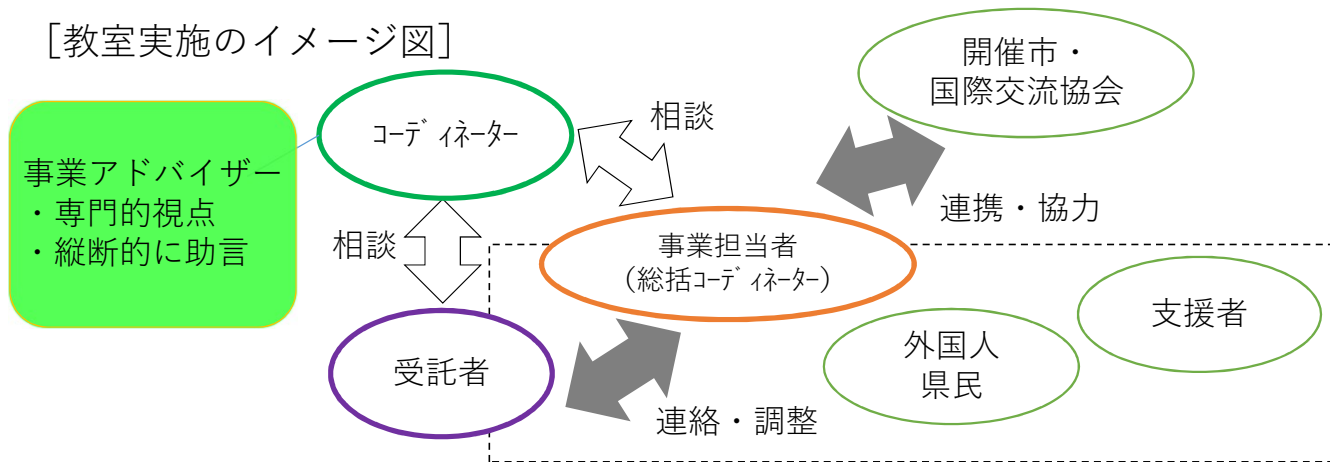 ［教室実施のイメージ図］
開催市・
国際交流協会
相談
ｺｰﾃﾞｨﾈｰﾀｰ
事業アドバイザー
・専門的視点
・縦断的に助言
連携・協力
相談
事業担当者
（総括ｺｰﾃﾞｨﾈｰﾀｰ）
支援者
外国人
県民
受託者
連絡・調整